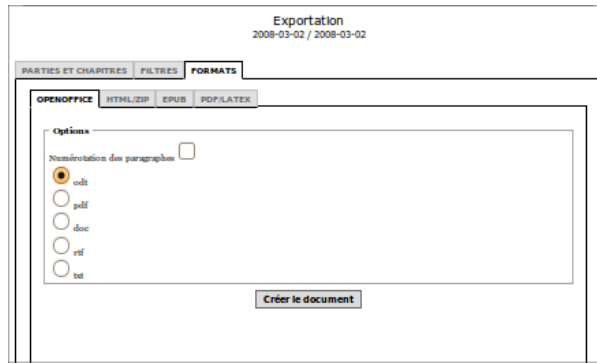 Exportation
2008-03-02 / 2008-03-02
PARTIES ET CHAPITRES FILTRES FORMATS
OPENOFFICE HTML/ZIP EPUB PDF/LATEX
Options
Numérotation des paragraphes
odt
pdf
doc
rtf
txt
Créer le document